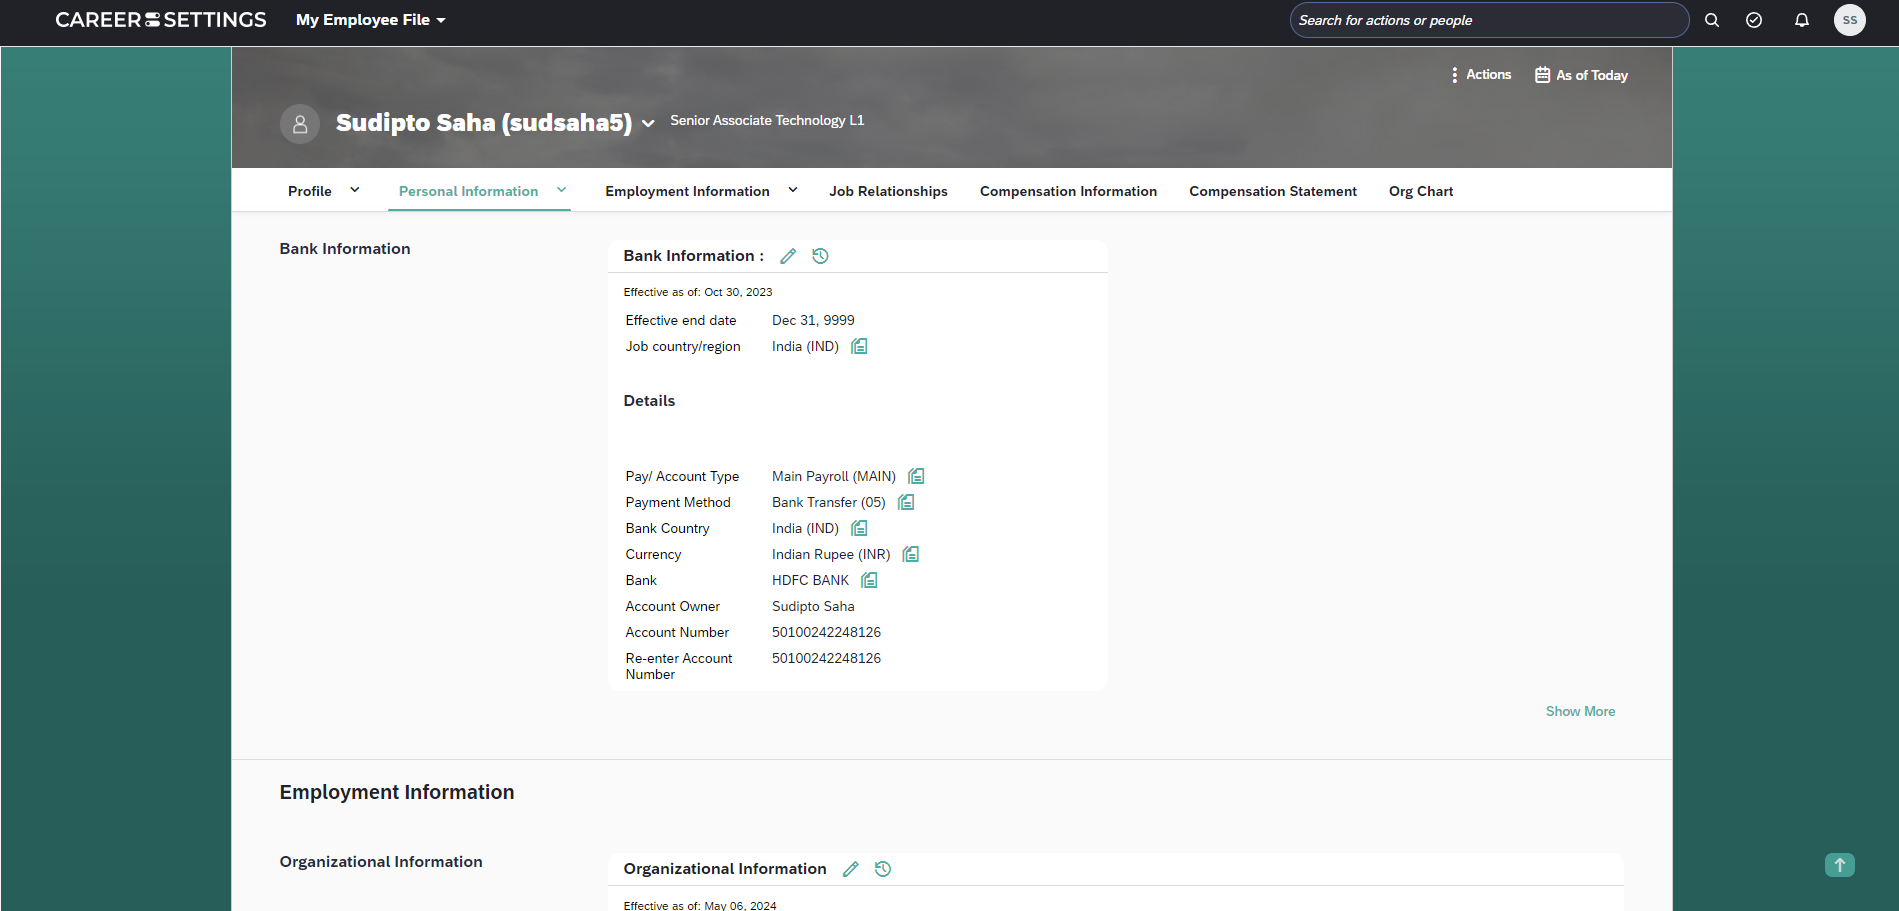 CAREER SETTINGS My Employee File Search for actions or people SS
Actions As of Today
Sudipto Saha (sudsaha5) Senior Associate Technology L1
Profile Personal Information Employment Information Job Relationships Compensation Information Compensation Statement Org Chart
Bank Information
Bank Information :
Effective as of: Oct 30, 2023
Effective end date Dec 31, 9999
Job country/region India (IND)
Details
Pay/ Account Type Main Payroll (MAIN)
Payment Method Bank Transfer (05)
Bank Country India (IND)
Currency Indian Rupee (INR)
Bank HDFC BANK
Account Owner Sudipto Saha
Account Number 50100242248126
Re-enter Account Number 50100242248126
Show More
Employment Information
Organizational Information
Organizational Information
Effective as of: May 06, 2024